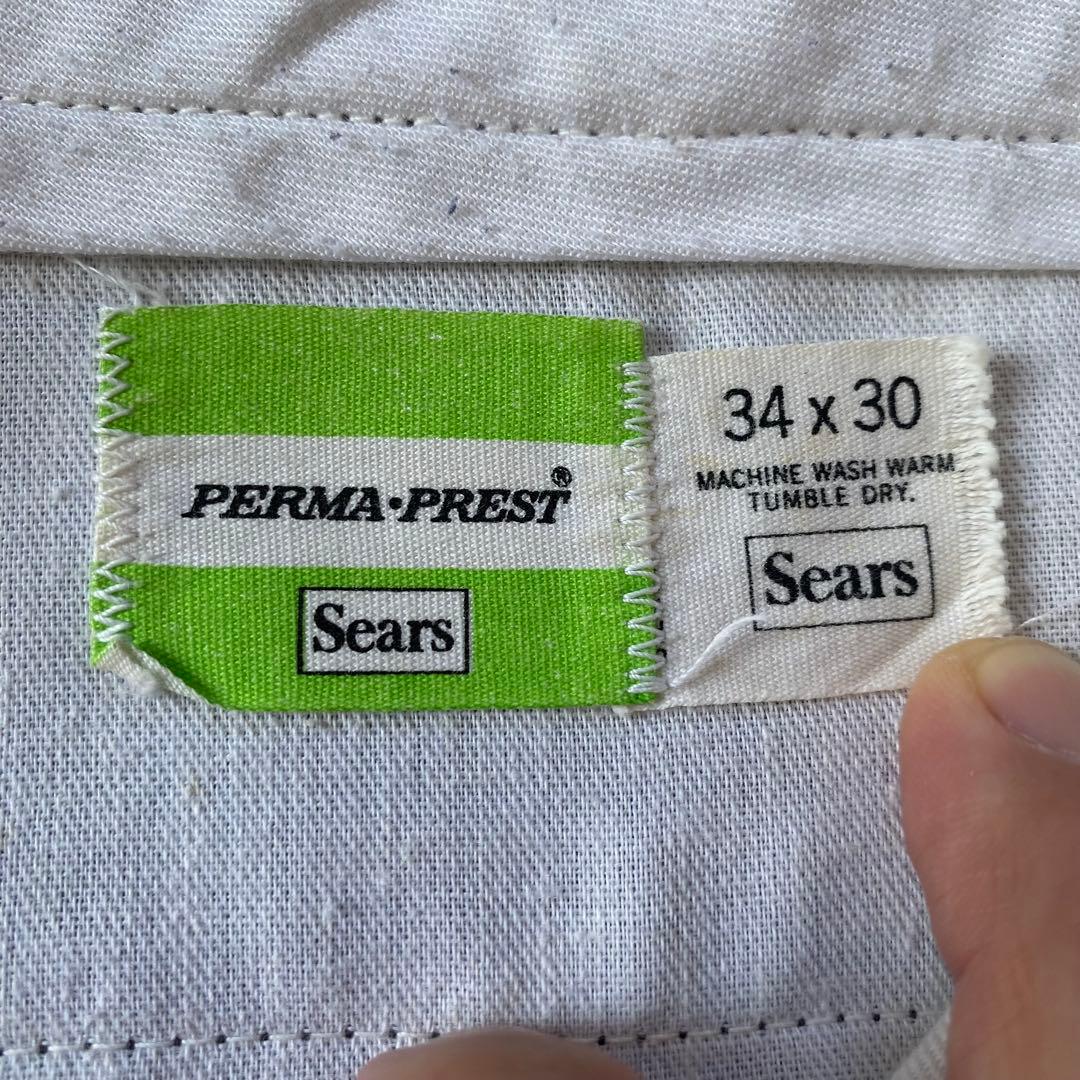 PERMA•PREST®
Sears
34 x 30
MACHINE WASH WARM
TUMBLE DRY.
Sears